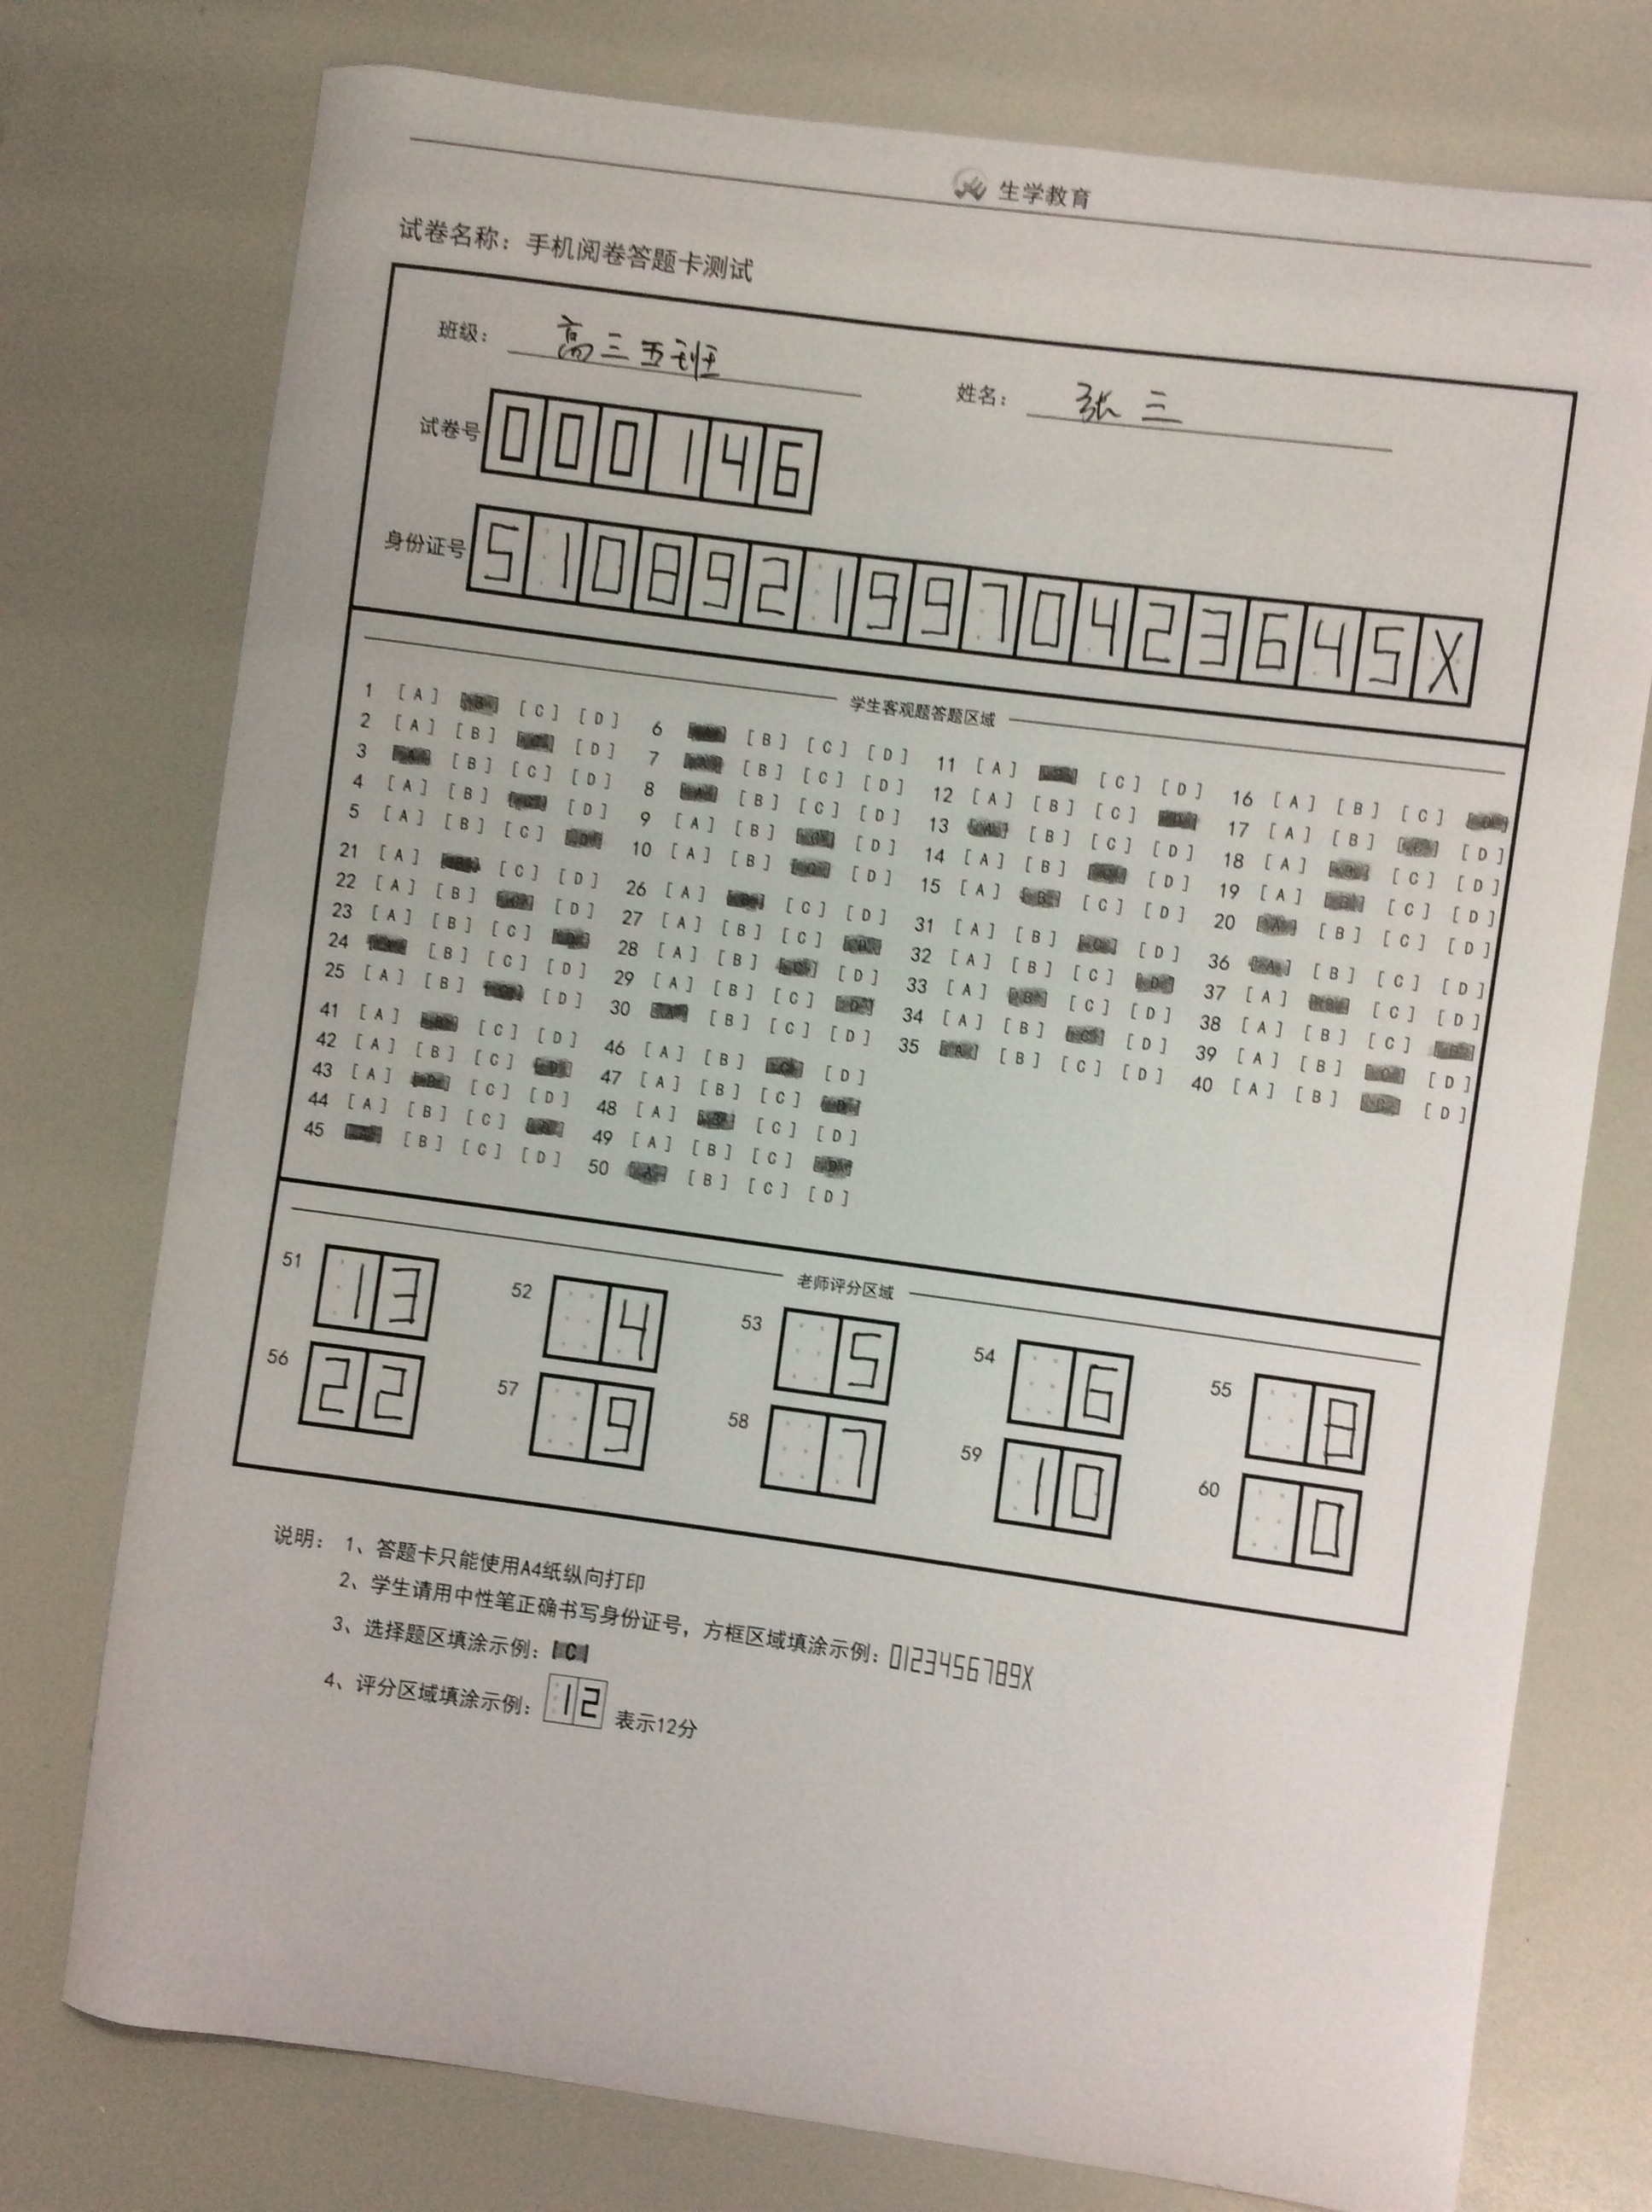 生学教育
试卷名称：手机阅卷答题卡测试
班级：高三五班 姓名：张三
试卷号 000146
身份证号 51089219970423645X
学生客观题答题区域
1 [A] [B] [C] [D] 6 [A] [B] [C] [D] 11 [A] [B] [C] [D] 16 [A] [B] [C] [D]
2 [A] [B] [C] [D] 7 [A] [B] [C] [D] 12 [A] [B] [C] [D] 17 [A] [B] [C] [D]
3 [A] [B] [C] [D] 8 [A] [B] [C] [D] 13 [A] [B] [C] [D] 18 [A] [B] [C] [D]
4 [A] [B] [C] [D] 9 [A] [B] [C] [D] 14 [A] [B] [C] [D] 19 [A] [B] [C] [D]
5 [A] [B] [C] [D] 10 [A] [B] [C] [D] 15 [A] [B] [C] [D] 20 [A] [B] [C] [D]
21 [A] [B] [C] [D] 26 [A] [B] [C] [D] 31 [A] [B] [C] [D] 36 [A] [B] [C] [D]
22 [A] [B] [C] [D] 27 [A] [B] [C] [D] 32 [A] [B] [C] [D] 37 [A] [B] [C] [D]
23 [A] [B] [C] [D] 28 [A] [B] [C] [D] 33 [A] [B] [C] [D] 38 [A] [B] [C] [D]
24 [A] [B] [C] [D] 29 [A] [B] [C] [D] 34 [A] [B] [C] [D] 39 [A] [B] [C] [D]
25 [A] [B] [C] [D] 30 [A] [B] [C] [D] 35 [A] [B] [C] [D] 40 [A] [B] [C] [D]
41 [A] [B] [C] [D] 46 [A] [B] [C] [D]
42 [A] [B] [C] [D] 47 [A] [B] [C] [D]
43 [A] [B] [C] [D] 48 [A] [B] [C] [D]
44 [A] [B] [C] [D] 49 [A] [B] [C] [D]
45 [A] [B] [C] [D] 50 [A] [B] [C] [D]
老师评分区域
51 13 52 4 53 5 54 6 55 8
56 22 57 9 58 7 59 10 60 0
说明：1、答题卡只能使用A4纸纵向打印
2、学生请用中性笔正确书写身份证号，方框区域填涂示例：0123456789X
3、选择题区填涂示例：[C]
4、评分区域填涂示例：12 表示12分